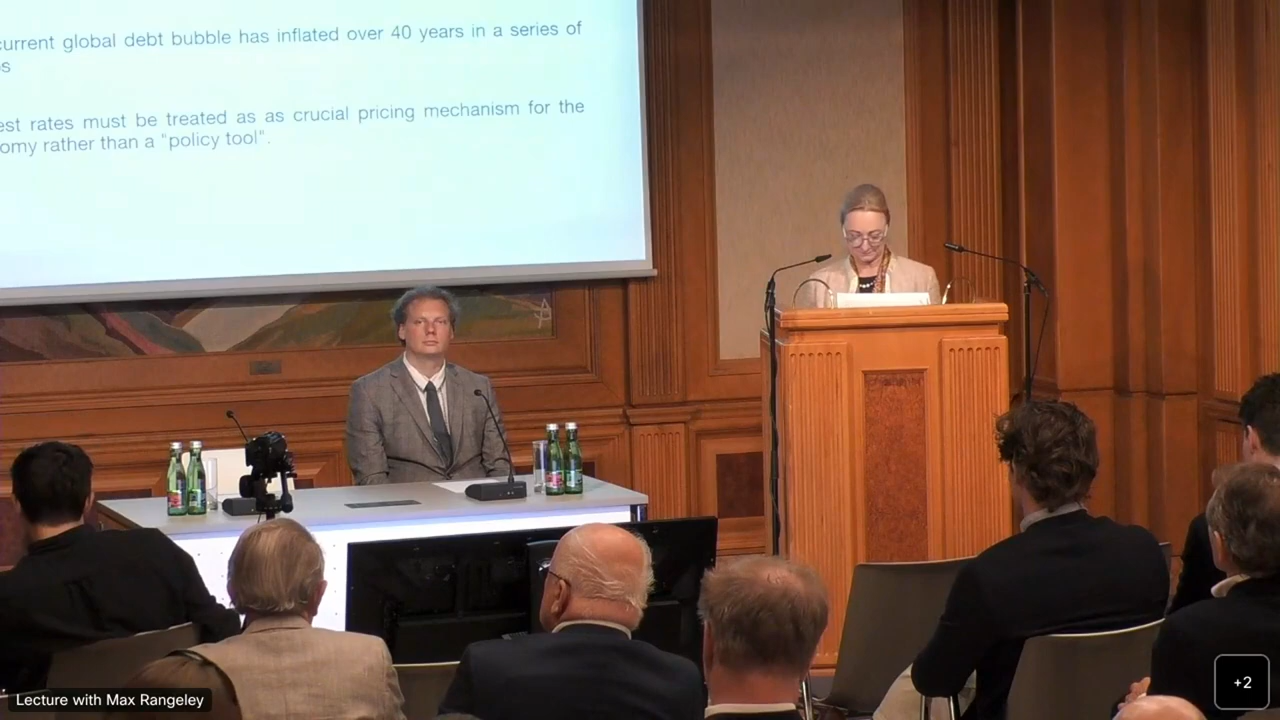 current global debt bubble has inflated over 40 years in a series of
est rates must be treated as as crucial pricing mechanism for the
omy rather than a "policy tool".
Lecture with Max Rangeley
+2